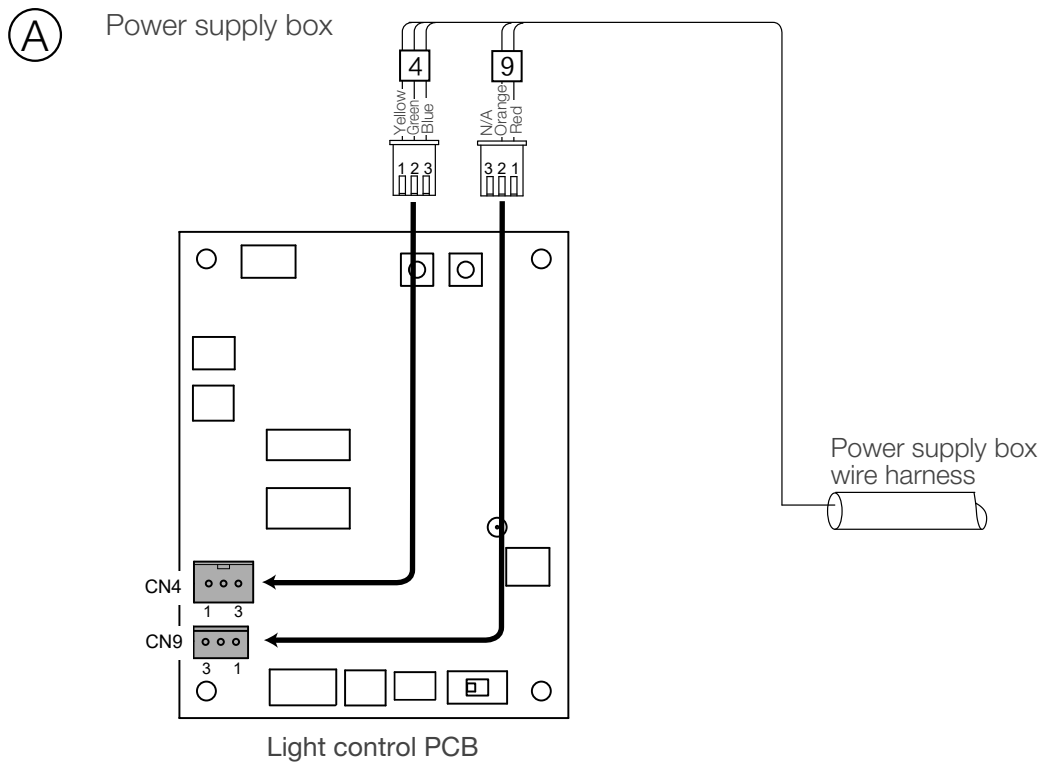 A
Power supply box
4
9
Yellow
Green
Blue
N/A
Orange
Red
1 2 3
3 2 1
Power supply box
wire harness
CN4
1 3
CN9
3 1
Light control PCB